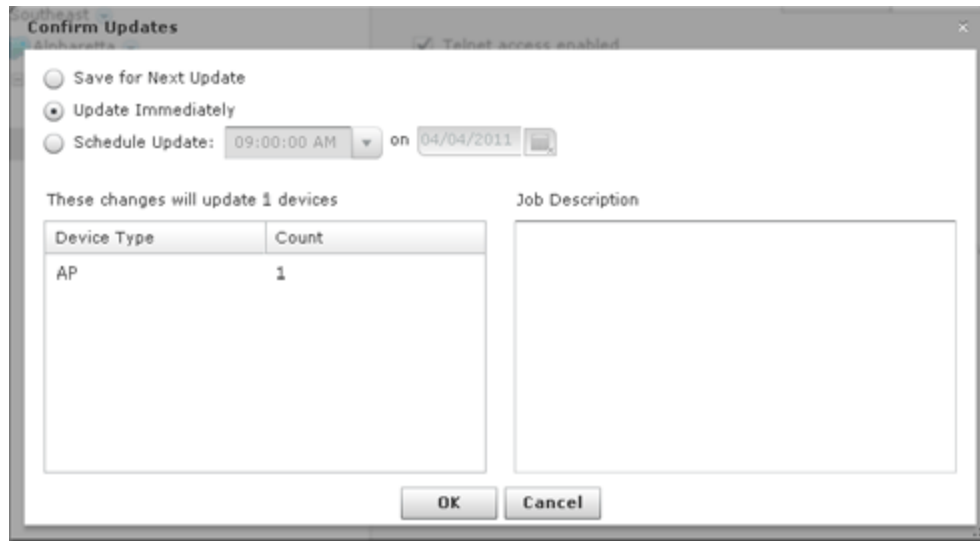 Southeast
Confirm Updates
Alpharetta
Telnet access enabled
Save for Next Update
Update Immediately
Schedule Update: 09:00:00 AM on 04/04/2011
These changes will update 1 devices
Job Description
Device Type Count
AP 1
OK Cancel